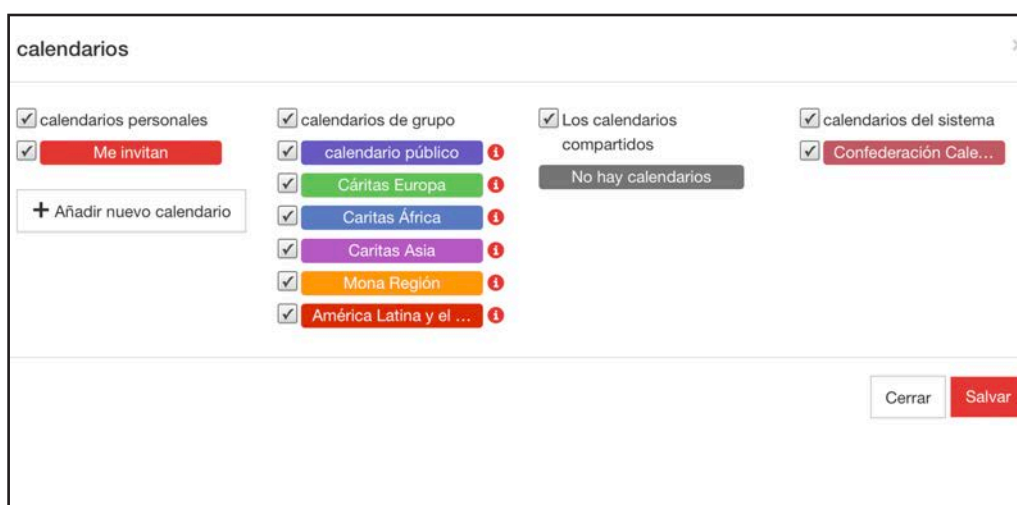 calendarios
calendarios personales
Me invitan
+ Añadir nuevo calendario
calendarios de grupo
calendario público
Cáritas Europa
Caritas África
Caritas Asia
Mona Región
América Latina y el ...
Los calendarios
compartidos
No hay calendarios
calendarios del sistema
Confederación Cale...
Cerrar
Salvar